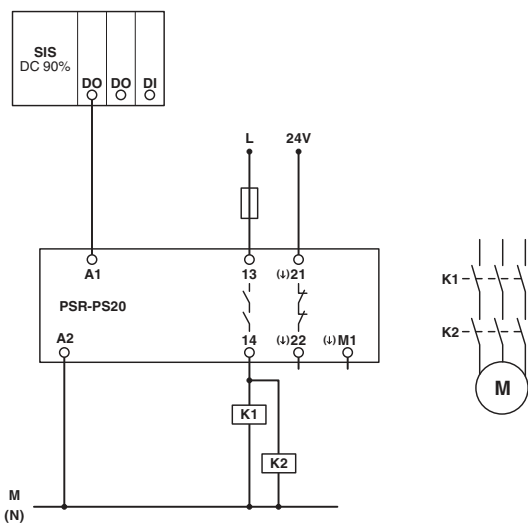 SIS
DC 90%
DO DO DI
L 24V
A1 13 (↓)21
PSR-PS20
A2 14 (↓)22 (↓)M1
K1
K2
M
K1
K2
M
(N)